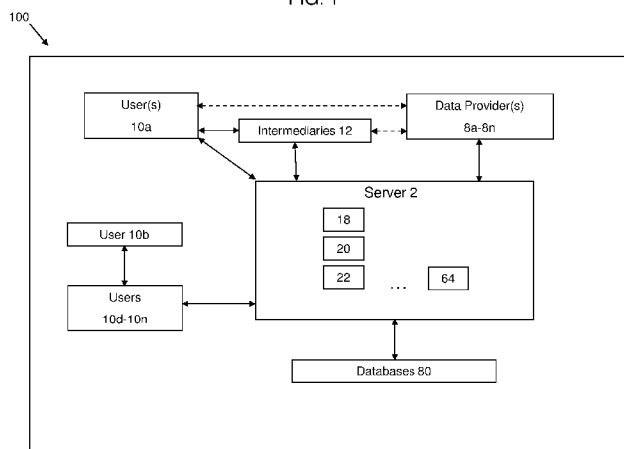 100
User(s)
10a
Intermediaries 12
Data Provider(s)
8a-8n
Server 2
18
20
22
...
64
User 10b
Users
10d-10n
Databases 80